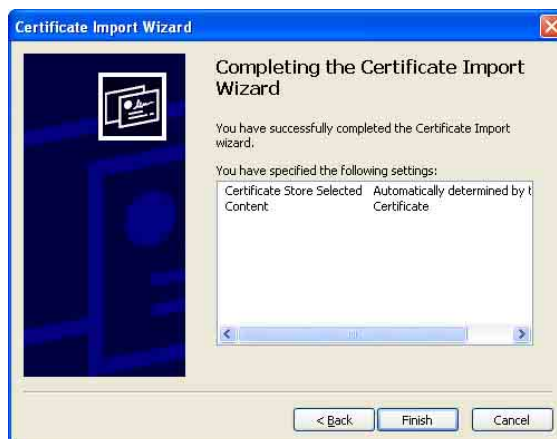 Certificate Import Wizard
Completing the Certificate Import
Wizard
You have successfully completed the Certificate Import
wizard.
You have specified the following settings:
Certificate Store Selected Automatically determined by t
Content Certificate
< Back Finish Cancel